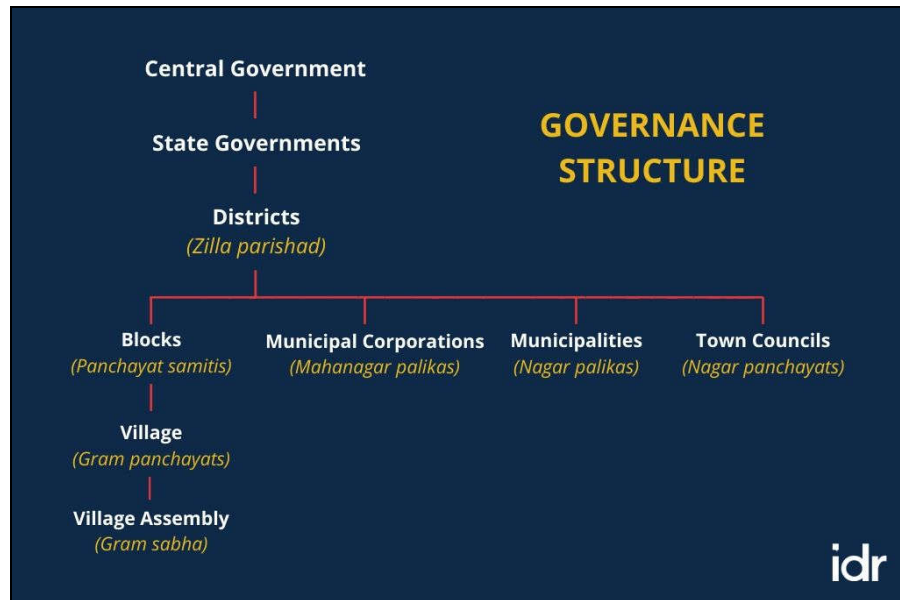 Central Government
State Governments
GOVERNANCE
STRUCTURE
Districts
(Zilla parishad)
Blocks
(Panchayat samitis)
Municipal Corporations
(Mahanagar palikas)
Municipalities
(Nagar palikas)
Town Councils
(Nagar panchayats)
Village
(Gram panchayats)
Village Assembly
(Gram sabha)
idr